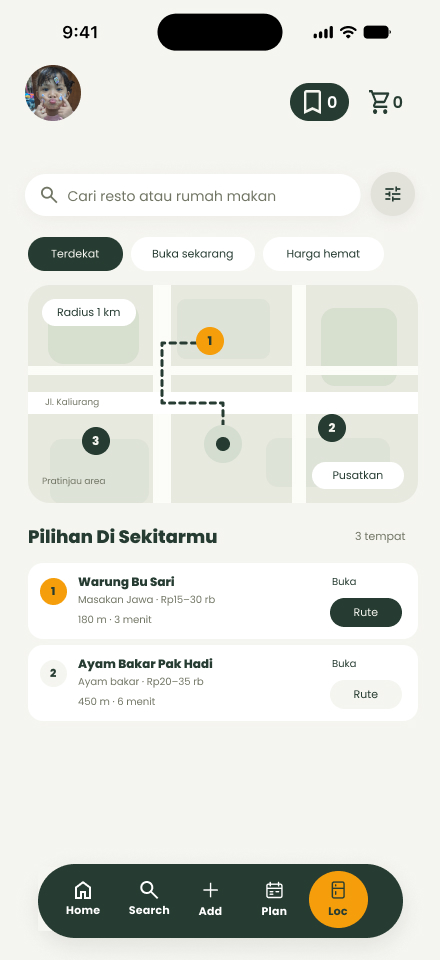 9:41
0
0
Cari resto atau rumah makan
Terdekat
Buka sekarang
Harga hemat
Radius 1 km
1
Jl. Kaliurang
3
2
Pratinjau area
Pusatkan
Pilihan Di Sekitarmu
3 tempat
1
Warung Bu Sari
Masakan Jawa · Rp15–30 rb
180 m · 3 menit
Buka
Rute
2
Ayam Bakar Pak Hadi
Ayam bakar · Rp20–35 rb
450 m · 6 menit
Buka
Rute
Home
Search
Add
Plan
Loc